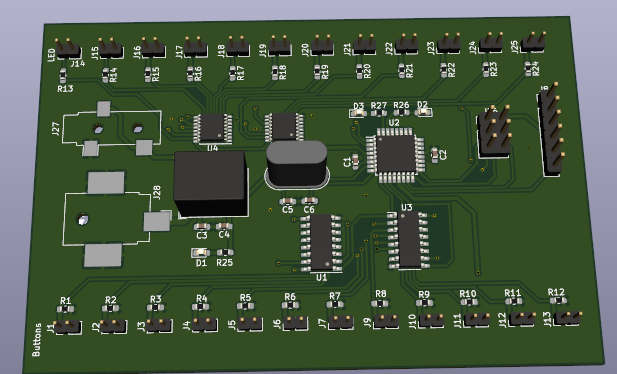 LED
J14
J15
J16
J17
J18
J19
J20
J21
J22
J23
J24
J25
R13
R14
R15
R16
R17
R18
R19
R20
R21
R22
R23
R24
D3
R27
R26
D2
U2
J27
U4
C1
C2
J28
C5
C6
C3
C4
D1
R25
U1
U3
R1
R2
R3
R4
R5
R6
R7
R8
R9
R10
R11
R12
Buttons
J1
J2
J3
J4
J5
J6
J7
J9
J10
J11
J12
J13